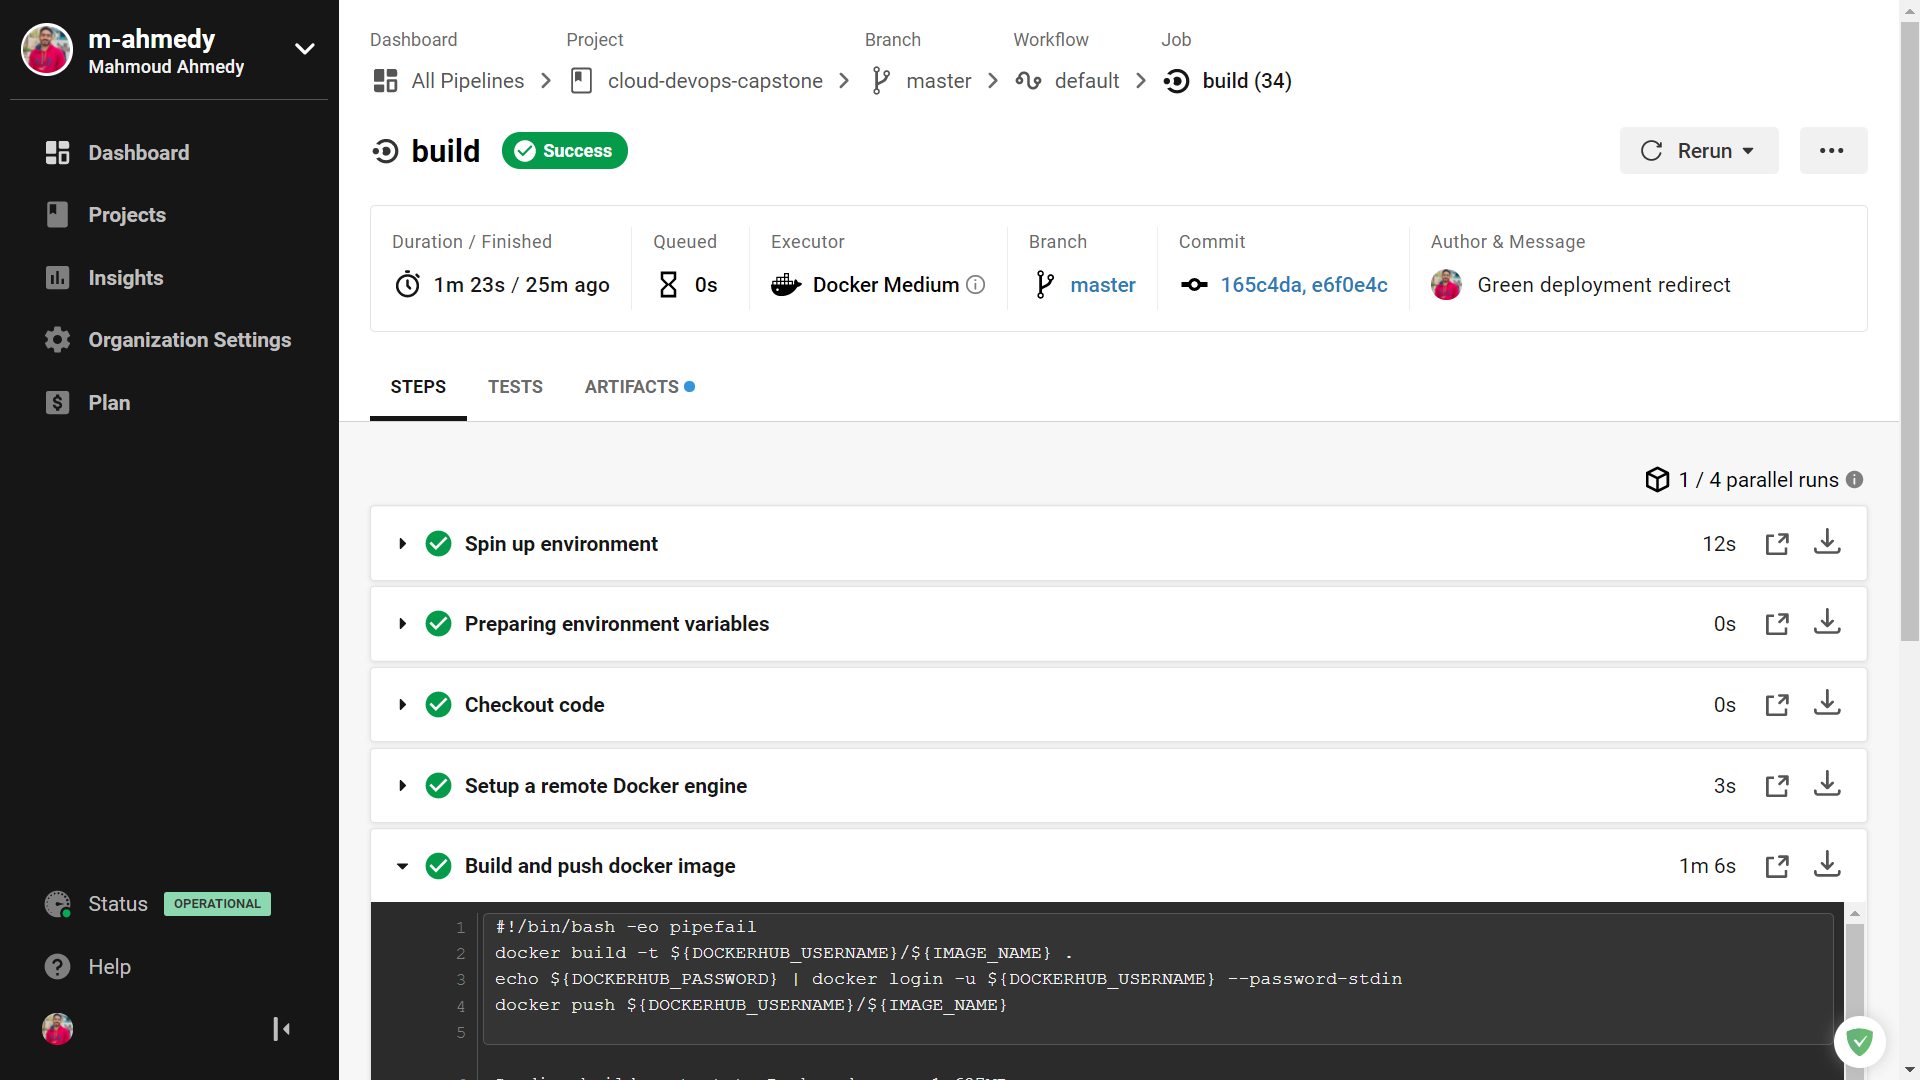 m-ahmedy
Mahmoud Ahmedy
Dashboard
Projects
Insights
Organization Settings
Plan
Status OPERATIONAL
Help
Dashboard Project Branch Workflow Job
All Pipelines cloud-devops-capstone master default build (34)
build Success Rerun
Duration / Finished Queued Executor Branch Commit Author & Message
1m 23s / 25m ago 0s Docker Medium master 165c4da, e6f0e4c Green deployment redirect
STEPS TESTS ARTIFACTS
1 / 4 parallel runs
Spin up environment 12s
Preparing environment variables 0s
Checkout code 0s
Setup a remote Docker engine 3s
Build and push docker image 1m 6s
1 #!/bin/bash -eo pipefail
2 docker build -t ${DOCKERHUB_USERNAME}/${IMAGE_NAME} .
3 echo ${DOCKERHUB_PASSWORD} | docker login -u ${DOCKERHUB_USERNAME} --password-stdin
4 docker push ${DOCKERHUB_USERNAME}/${IMAGE_NAME}
5